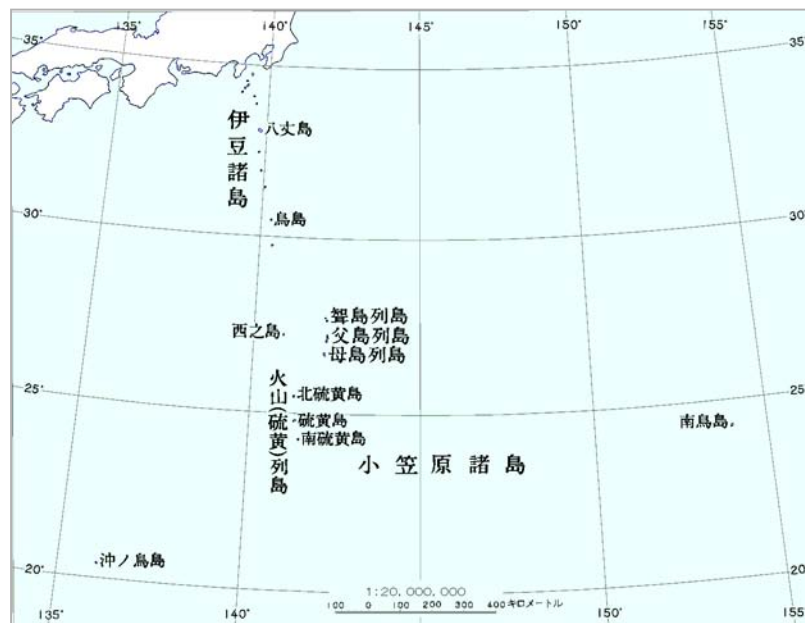 135°
140°
145°
150°
155°
35°
35°
伊豆諸島
八丈島
30°
鳥島
30°
聟島列島
西之島
父島列島
母島列島
火山(硫黄)列島
25°
北硫黄島
25°
硫黄島
南鳥島
南硫黄島
小笠原諸島
沖ノ鳥島
20°
20°
1:20,000,000
100 0 100 200 300 400キロメートル
135°
140°
150°
155°